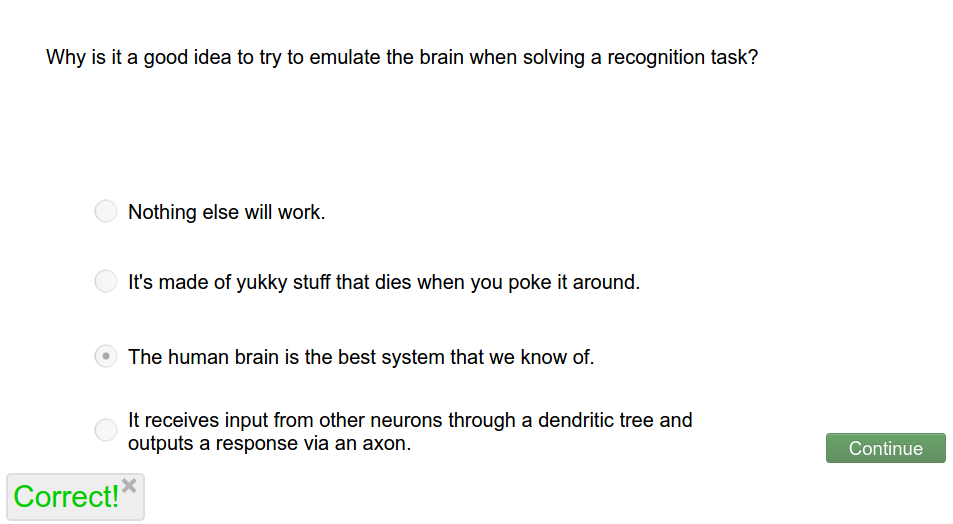 Why is it a good idea to try to emulate the brain when solving a recognition task?
Nothing else will work.
It's made of yukky stuff that dies when you poke it around.
The human brain is the best system that we know of.
It receives input from other neurons through a dendritic tree and
outputs a response via an axon.
Continue
Correct!